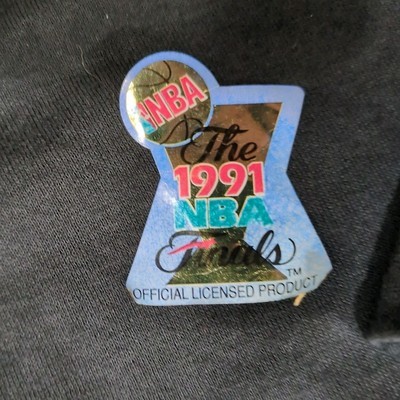 NBA
The
1991
NBA
Finals
TM
OFFICIAL LICENSED PRODUCT